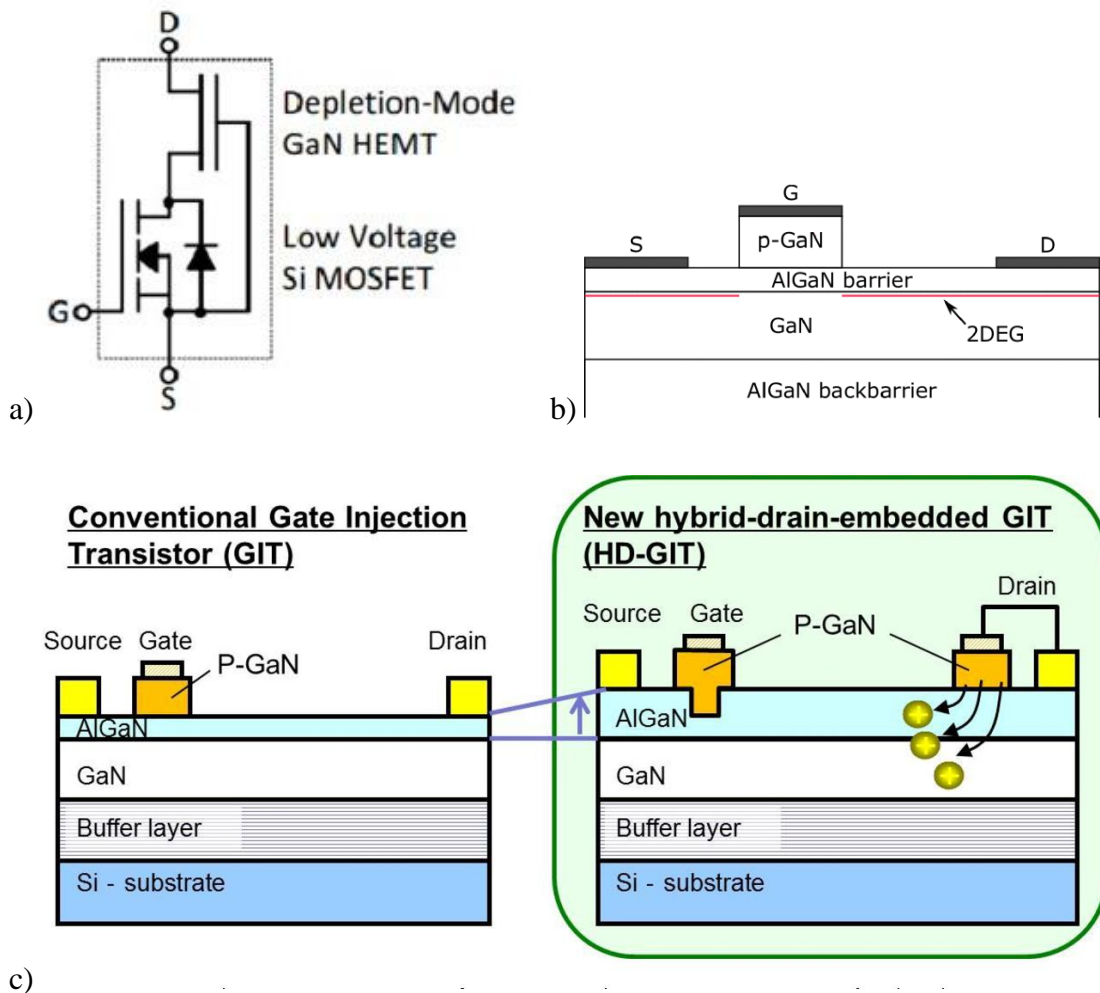 D
Depletion-Mode
GaN HEMT
Low Voltage
Si MOSFET
G
S
a)
G
p-GaN
S
D
AlGaN barrier
GaN
2DEG
AlGaN backbarrier
b)
Conventional Gate Injection
Transistor (GIT)
Source
Gate
Drain
P-GaN
AlGaN
GaN
Buffer layer
Si - substrate
New hybrid-drain-embedded GIT
(HD-GIT)
Drain
Source
Gate
P-GaN
AlGaN
GaN
Buffer layer
Si - substrate
c)